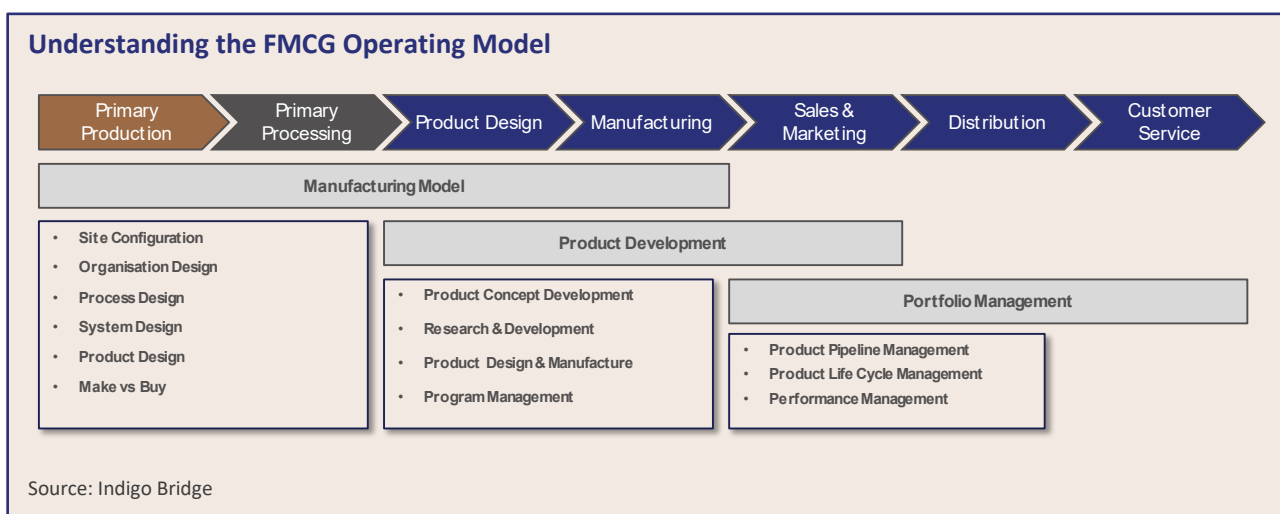 Understanding the FMCG Operating Model
Primary
Production
Primary
Processing
Product Design
Manufacturing
Sales &
Marketing
Distribution
Customer
Service
Manufacturing Model
• Site Configuration
• Organisation Design
• Process Design
• System Design
• Product Design
• Make vs Buy
Product Development
• Product Concept Development
• Research & Development
• Product Design & Manufacture
• Program Management
Portfolio Management
• Product Pipeline Management
• Product Life Cycle Management
• Performance Management
Source: Indigo Bridge